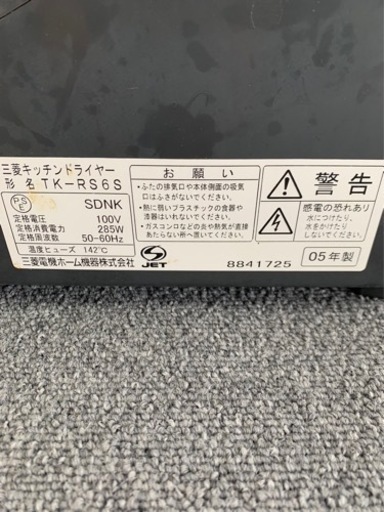 三菱キッチンドライヤー
形 名 TK-RS6S
PS E
SDNK
定格電圧 100V
定格消費電力 285W
定格周波数 50-60Hz
温度ヒューズ 142℃
三菱電機ホーム機器株式会社
お 願 い
・ふたの排気口や本体側面の吸気
口はふさがないでください。
・熱に弱いプラスチックの食器や
漆器はいれないでください。
・ガスコンロなどの炎や熱気が直接
あたらない所へ置いてください。
S JET
8841725
警告
感電の恐れあり
水につけたり、
水をかけたり
しないでください
05年製